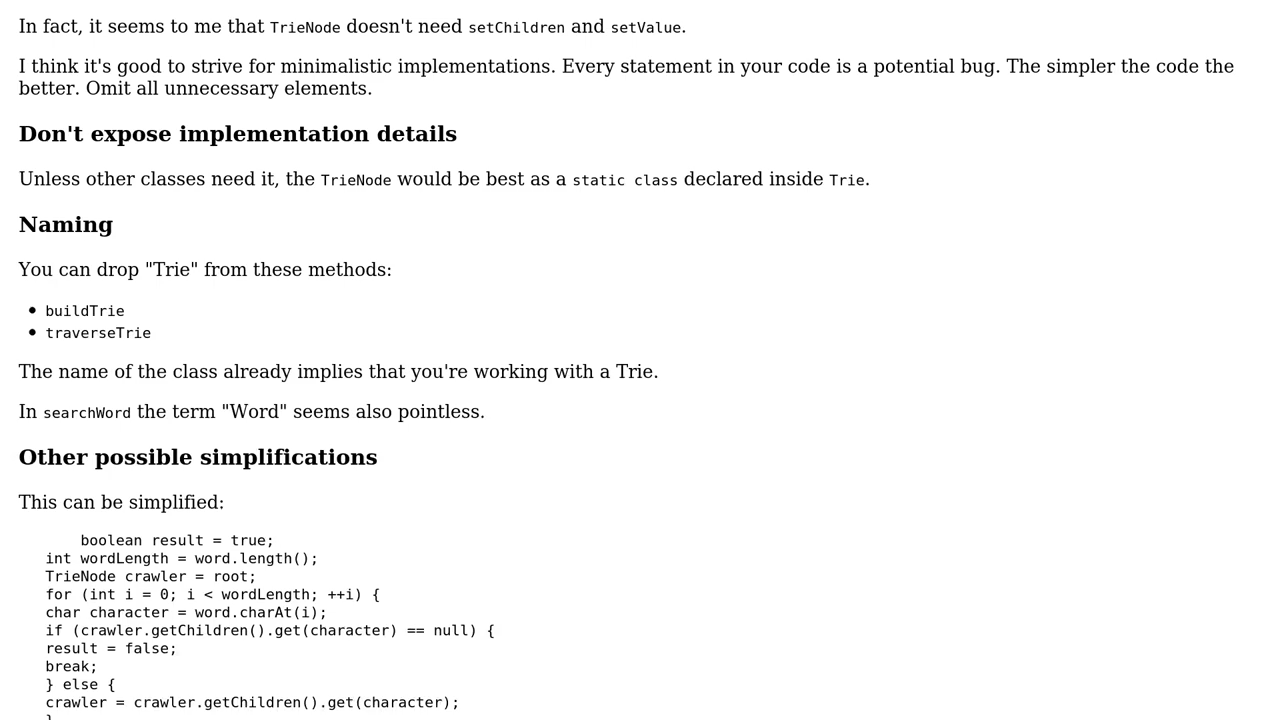 In fact, it seems to me that TrieNode doesn't need setChildren and setValue.
I think it's good to strive for minimalistic implementations. Every statement in your code is a potential bug. The simpler the code the
better. Omit all unnecessary elements.
Don't expose implementation details
Unless other classes need it, the TrieNode would be best as a static class declared inside Trie.
Naming
You can drop "Trie" from these methods:
• buildTrie
• traverseTrie
The name of the class already implies that you're working with a Trie.
In searchWord the term "Word" seems also pointless.
Other possible simplifications
This can be simplified:
    boolean result = true;
int wordLength = word.length();
TrieNode crawler = root;
for (int i = 0; i < wordLength; ++i) {
char character = word.charAt(i);
if (crawler.getChildren().get(character) == null) {
result = false;
break;
} else {
crawler = crawler.getChildren().get(character);
}